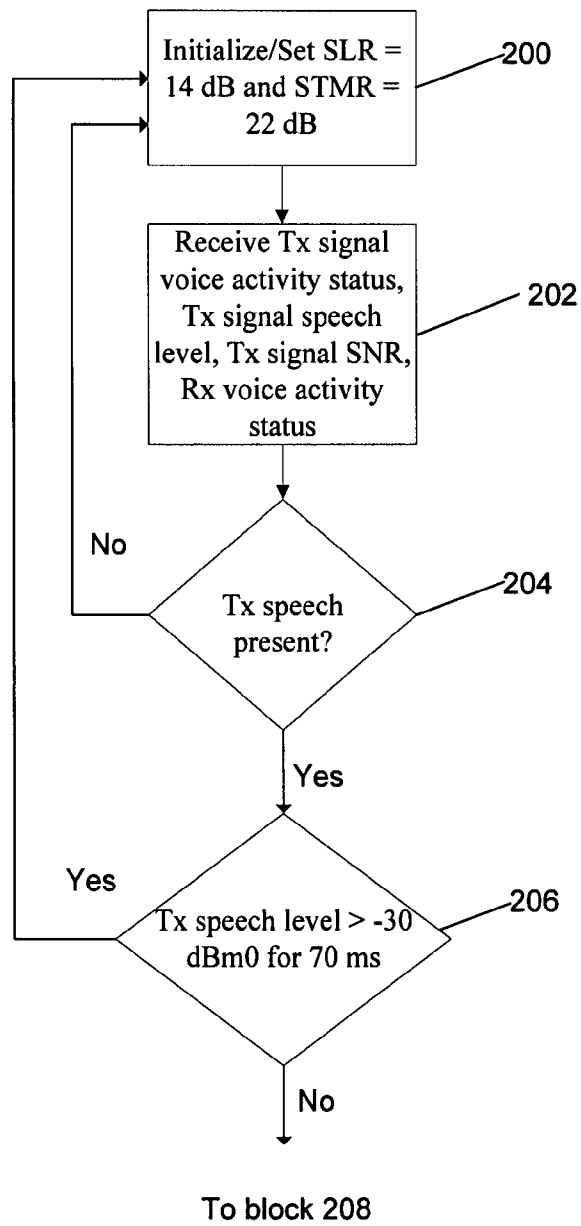 Initialize/Set SLR =
14 dB and STMR =
22 dB
200
Receive Tx signal
voice activity status,
Tx signal speech
level, Tx signal SNR,
Rx voice activity
status
202
No
Tx speech
present?
204
Yes
Yes
Tx speech level > -30
dBm0 for 70 ms
206
No
To block 208